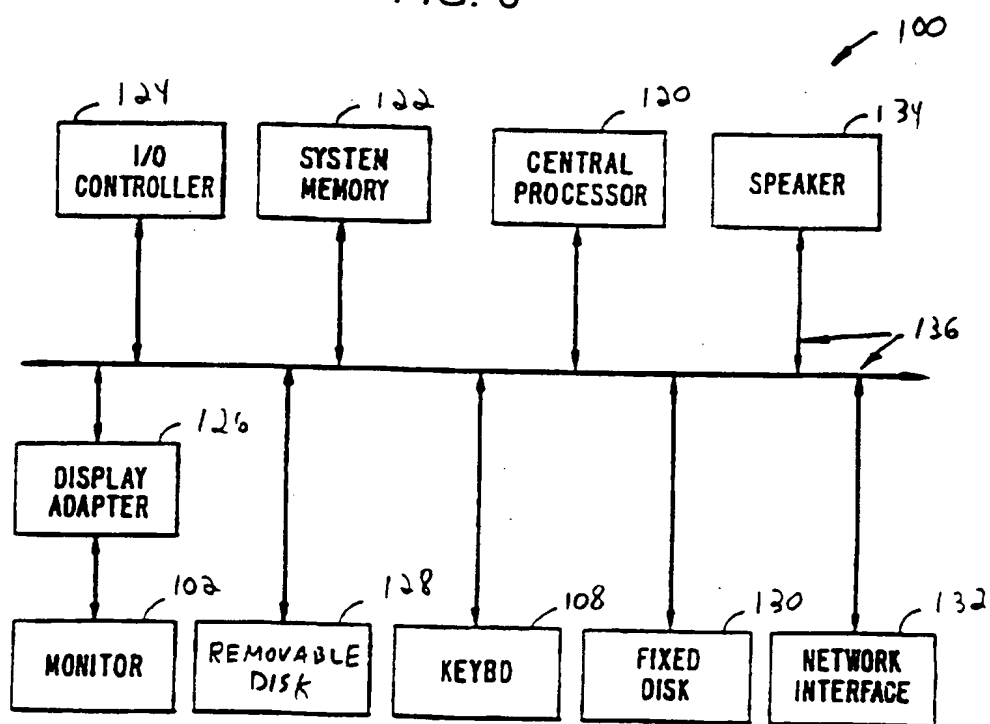 100
124
122
120
134
I/O
CONTROLLER
SYSTEM
MEMORY
CENTRAL
PROCESSOR
SPEAKER
136
126
DISPLAY
ADAPTER
102
128
108
130
132
MONITOR
REMOVABLE
DISK
KEYBD
FIXED
DISK
NETWORK
INTERFACE